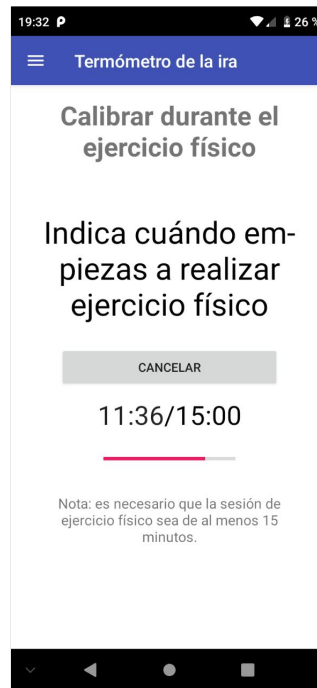 19:32 P 26 %
Termómetro de la ira
Calibrar durante el
ejercicio físico
Indica cuándo em-
piezas a realizar
ejercicio físico
CANCELAR
11:36/15:00
Nota: es necesario que la sesión de
ejercicio físico sea de al menos 15
minutos.